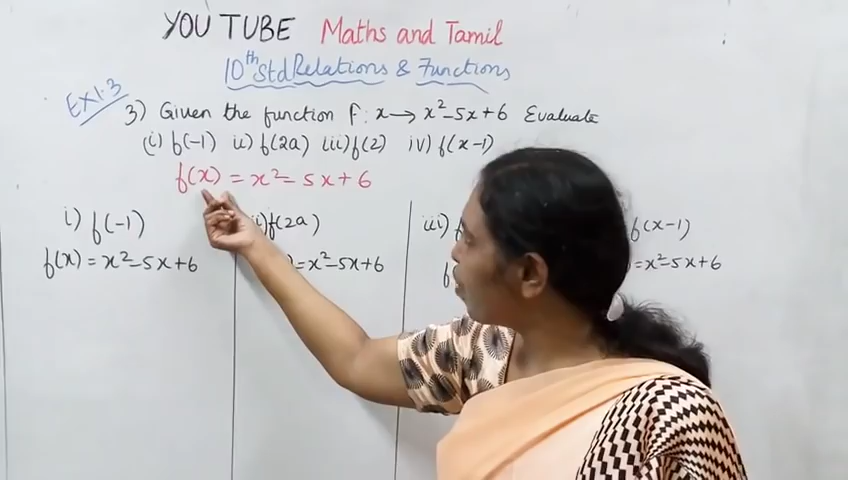 YOU TUBE Maths and Tamil
10th Std Relations & Functions
Ex 1.3
3) Given the function f: x → x²-5x+6 Evaluate
(i) f(-1) ii) f(2a) iii) f(2) iv) f(x-1)
f(x) = x²-5x+6
i) f(-1) ii) f(2a) iii) f(x-1)
f(x) = x²-5x+6 = x²-5x+6 = x²-5x+6